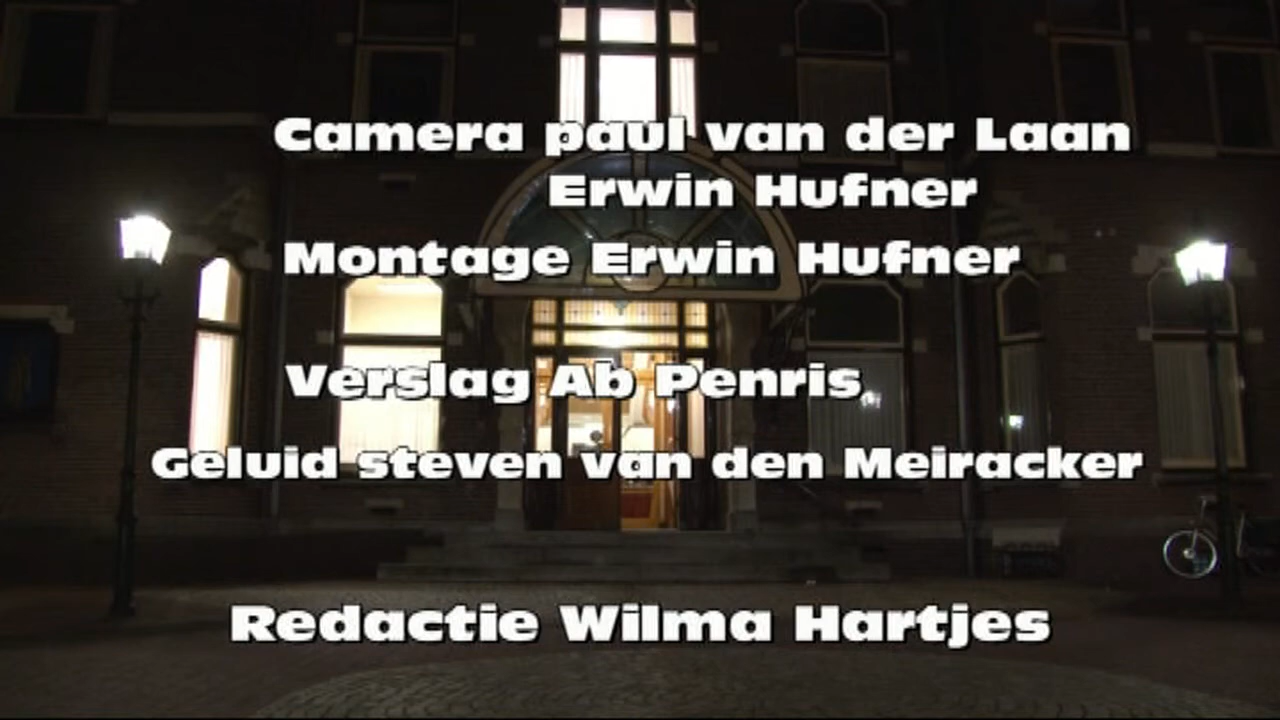 Camera paul van der Laan
Erwin Hufner
Montage Erwin Hufner
Verslag Ab Penris
Geluid steven van den Meiracker
Redactie Wilma Hartjes